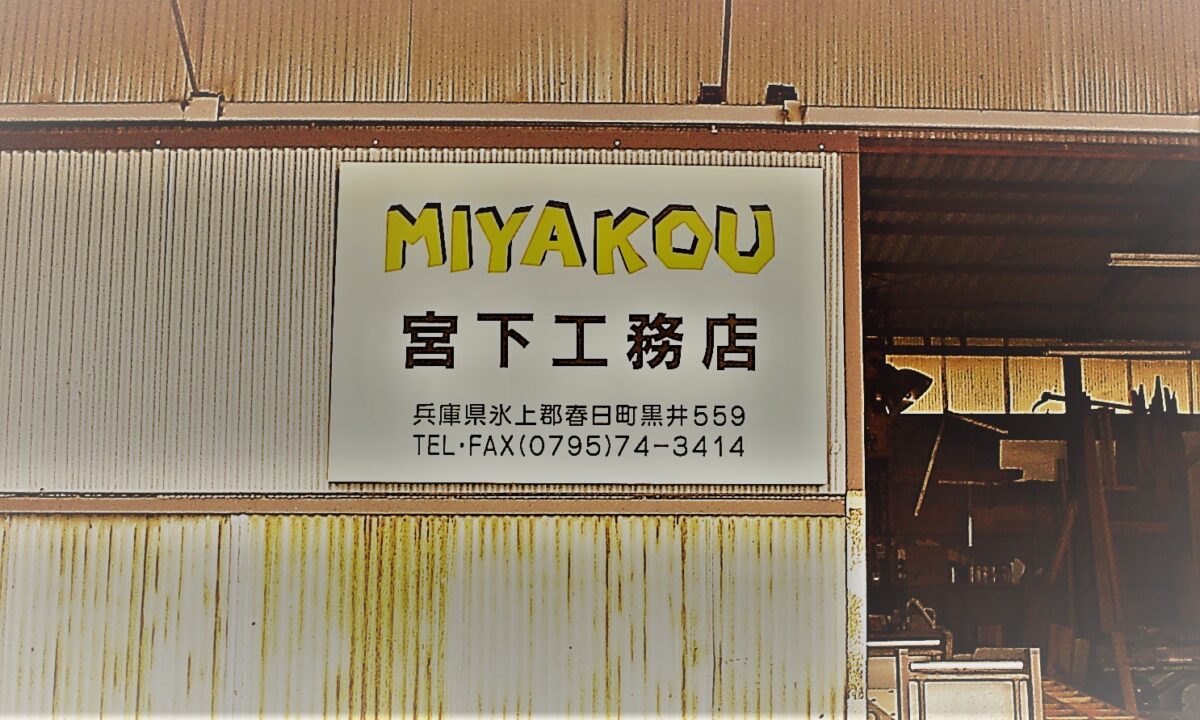 MIYAKOU
宮下工務店
兵庫県氷上郡春日町黒井559
TEL・FAX(0795)74-3414